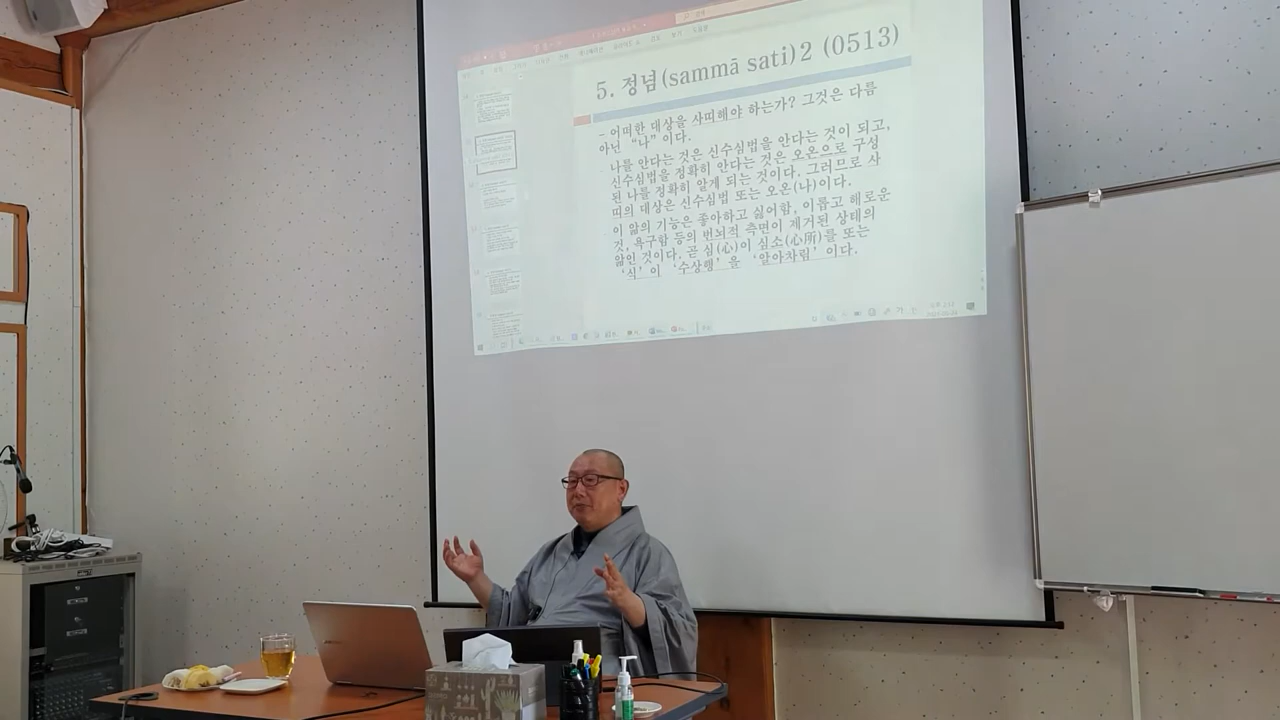 5. 정념(sammā sati)2 (0513)
- 어떠한 대상을 사띠해야 하는가? 그것은 다름
아닌 "나"이다.
나를 안다는 것은 신수심법을 안다는 것이 되고,
신수심법을 정확히 안다는 것은 오온으로 구성
된 나를 정확히 알게 되는 것이다. 그러므로 사
띠의 대상은 신수심법 또는 오온(나)이다.
이 앎의 기능은 좋아하고 싫어함, 이롭고 해로운
것, 욕구함 등의 번뇌적 측면이 제거된 상태의
앎인 것이다. 곧 심(心)이 심소(心所)를 또는
'식'이 '수상행'을 '알아차림'이다.